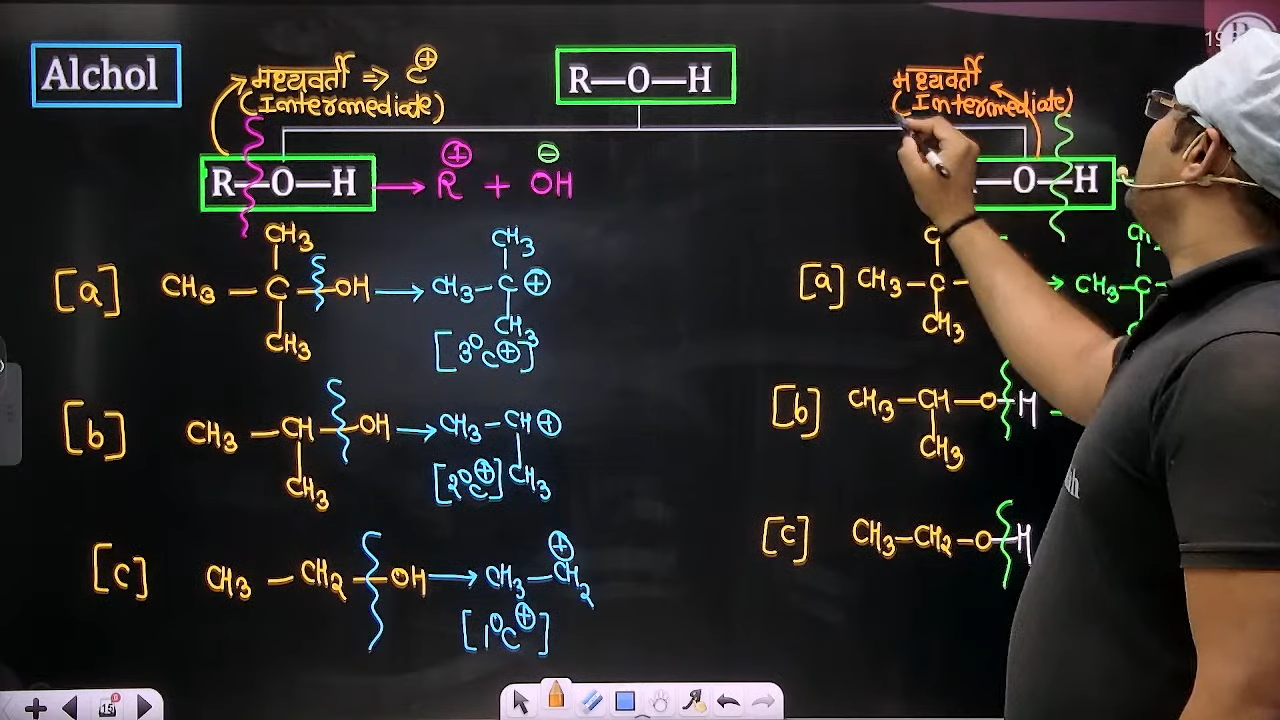 Alchol
मध्यवर्ती => C⊕
(Intermediate)
R—O—H
मध्यवर्ती
(Intermediate)
R—O—H → R⊕ + ⊖OH
—O—H
[a] CH3—C—OH → CH3—C⊕
CH3
CH3
CH3
CH3
[3°C⊕]
[a] CH3—C—
CH3
→ CH3—C—
[b] CH3—CH—OH → CH3—CH⊕
CH3
CH3
[2°C⊕]
[b] CH3—CH—O—H
CH3
[c] CH3—CH2—OH → CH3—CH2⊕
[1°C⊕]
[c] CH3—CH2—O—H
15